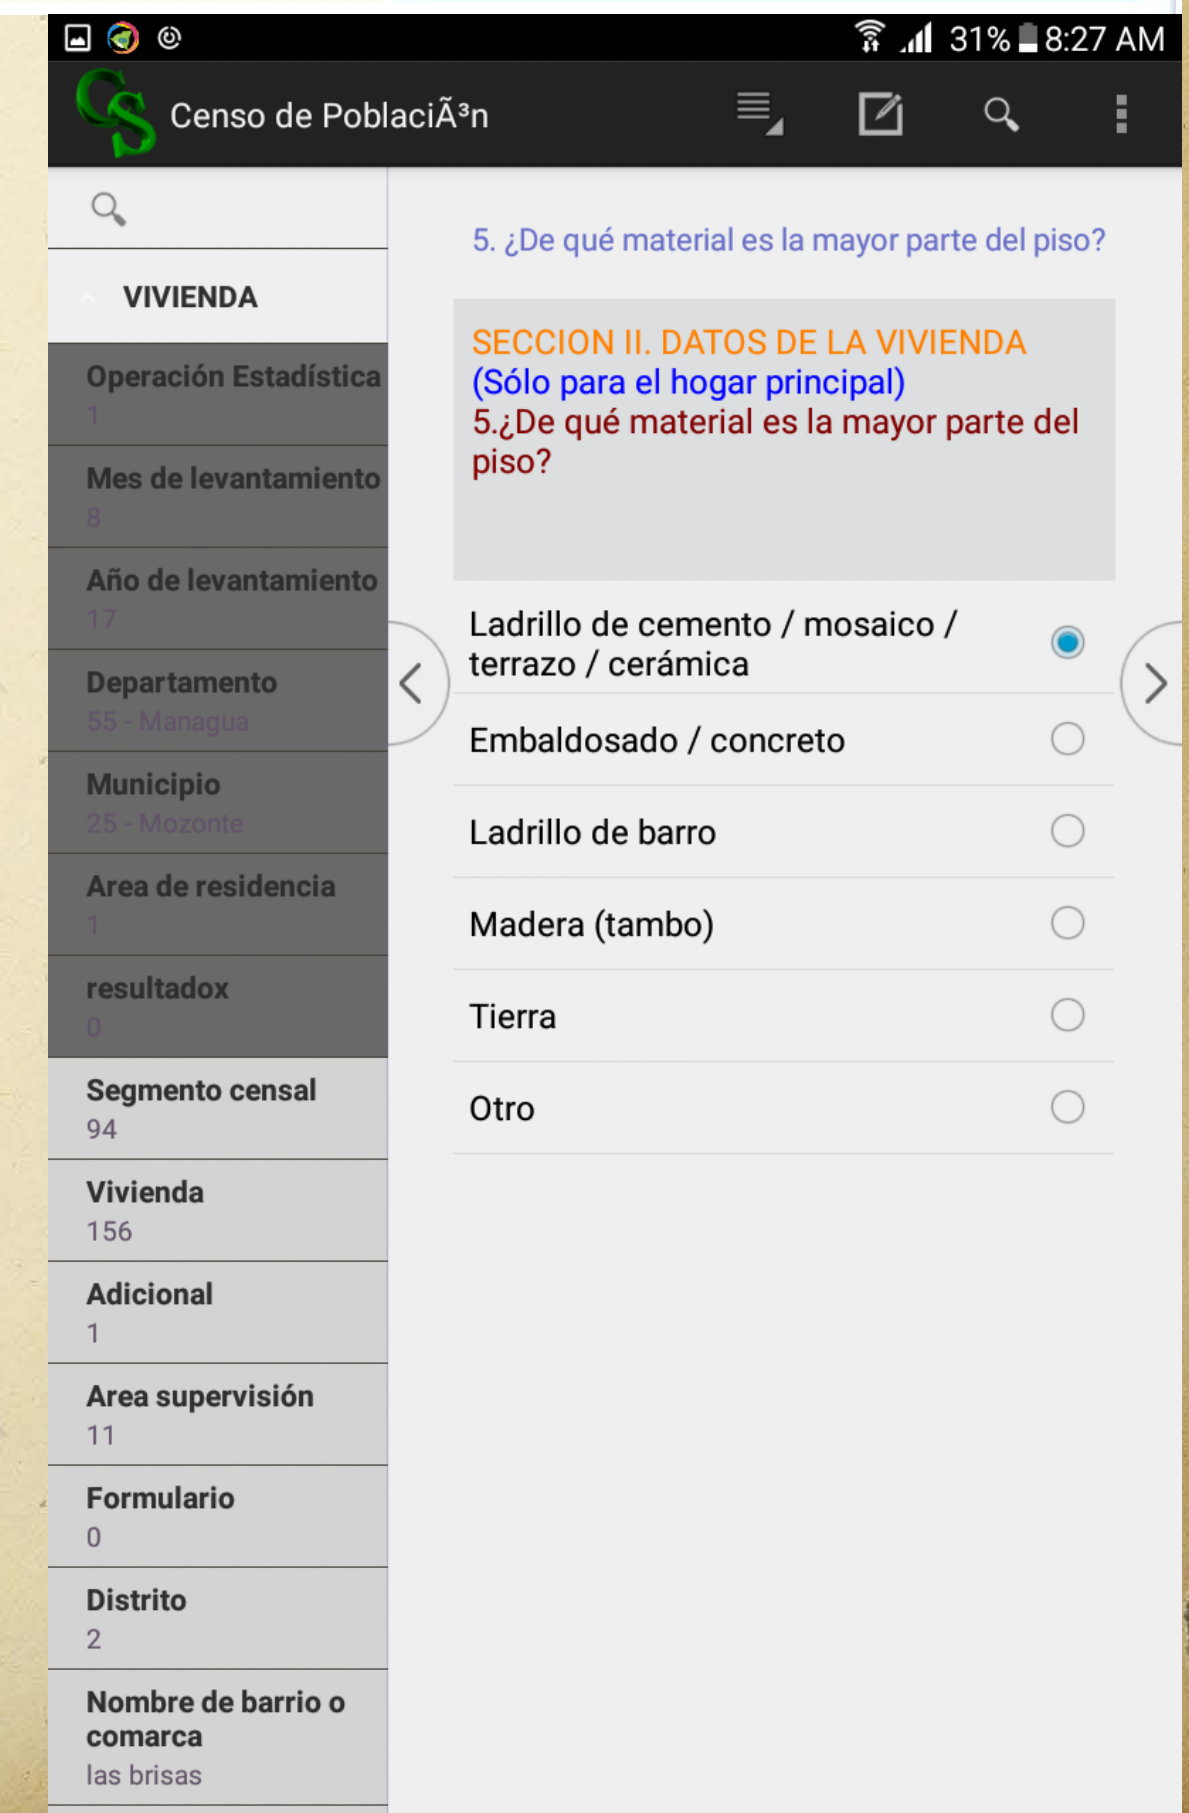 31% 8:27 AM
CS Censo de PoblaciÃ³n
VIVIENDA
Operación Estadística
1
Mes de levantamiento
8
Año de levantamiento
17
Departamento
55 - Managua
Municipio
25 - Mozonte
Area de residencia
1
resultadox
0
Segmento censal
94
Vivienda
156
Adicional
1
Area supervisión
11
Formulario
0
Distrito
2
Nombre de barrio o
comarca
las brisas
5. ¿De qué material es la mayor parte del piso?
SECCION II. DATOS DE LA VIVIENDA
(Sólo para el hogar principal)
5.¿De qué material es la mayor parte del
piso?
Ladrillo de cemento / mosaico /
terrazo / cerámica
Embaldosado / concreto
Ladrillo de barro
Madera (tambo)
Tierra
Otro